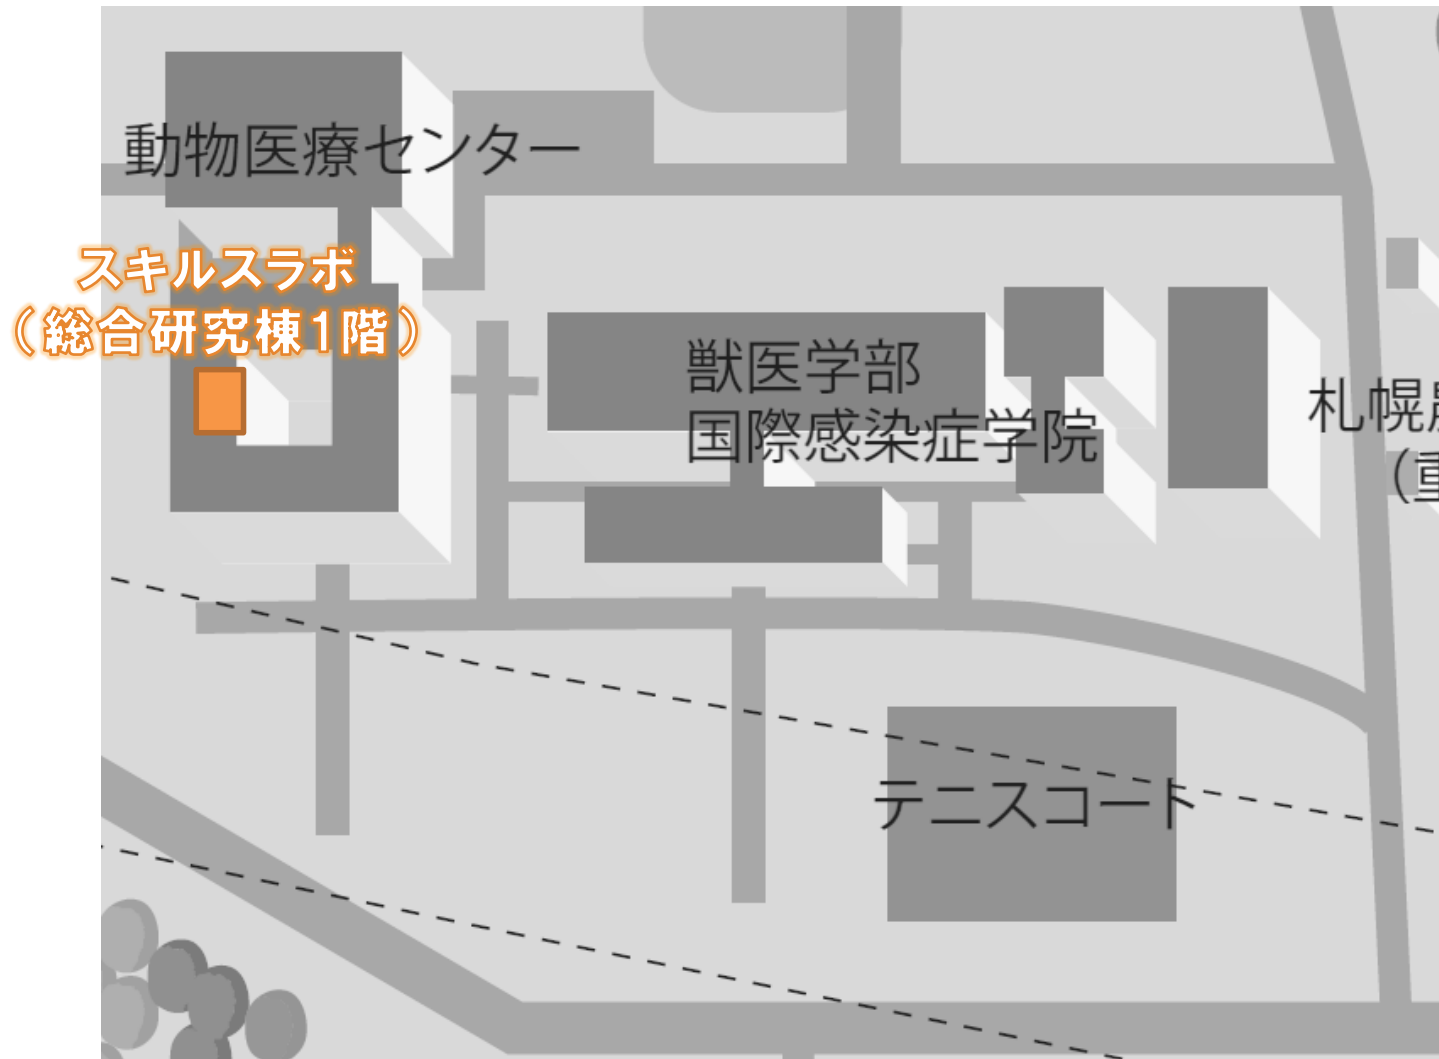 動物医療センター
スキルスラボ
（総合研究棟1階）
獣医学部
国際感染症学院
札幌
（重
テニスコート